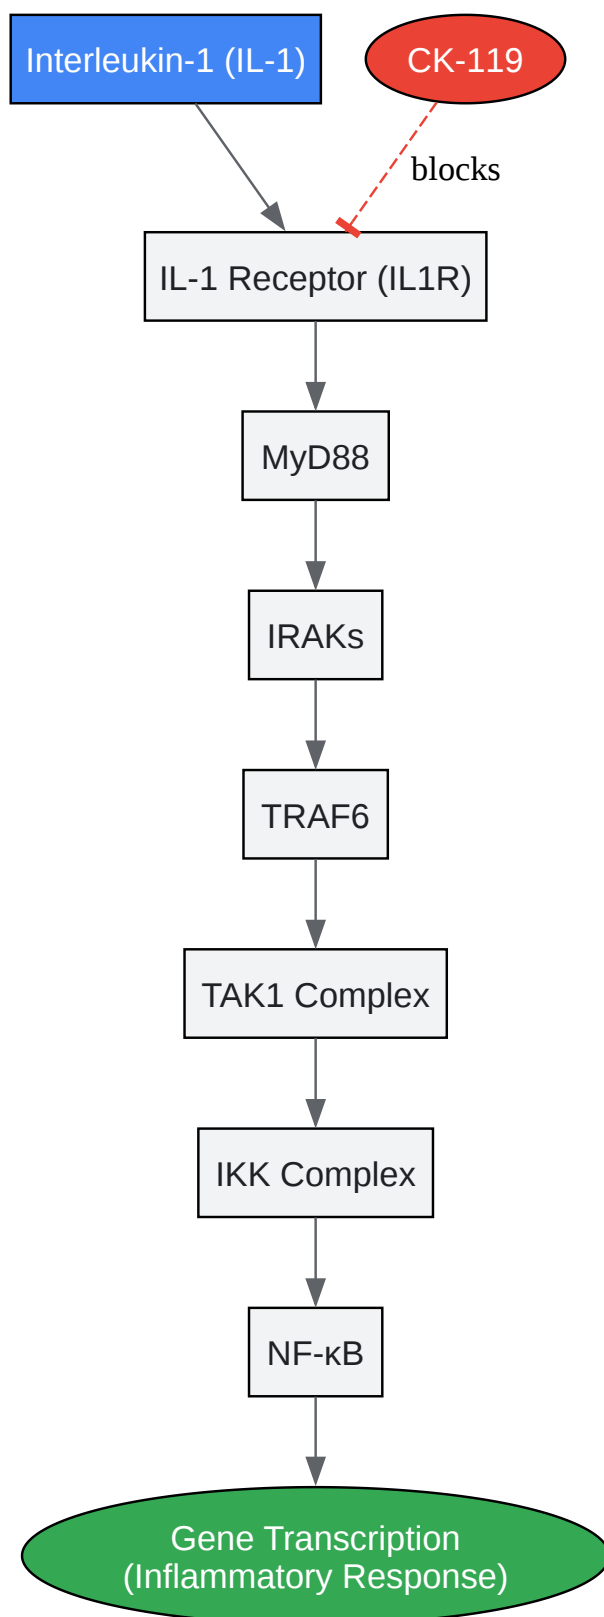 Interleukin-1 (IL-1)
CK-119
blocks
IL-1 Receptor (IL1R)
MyD88
IRAKs
TRAF6
TAK1 Complex
IKK Complex
NF-κB
Gene Transcription
(Inflammatory Response)